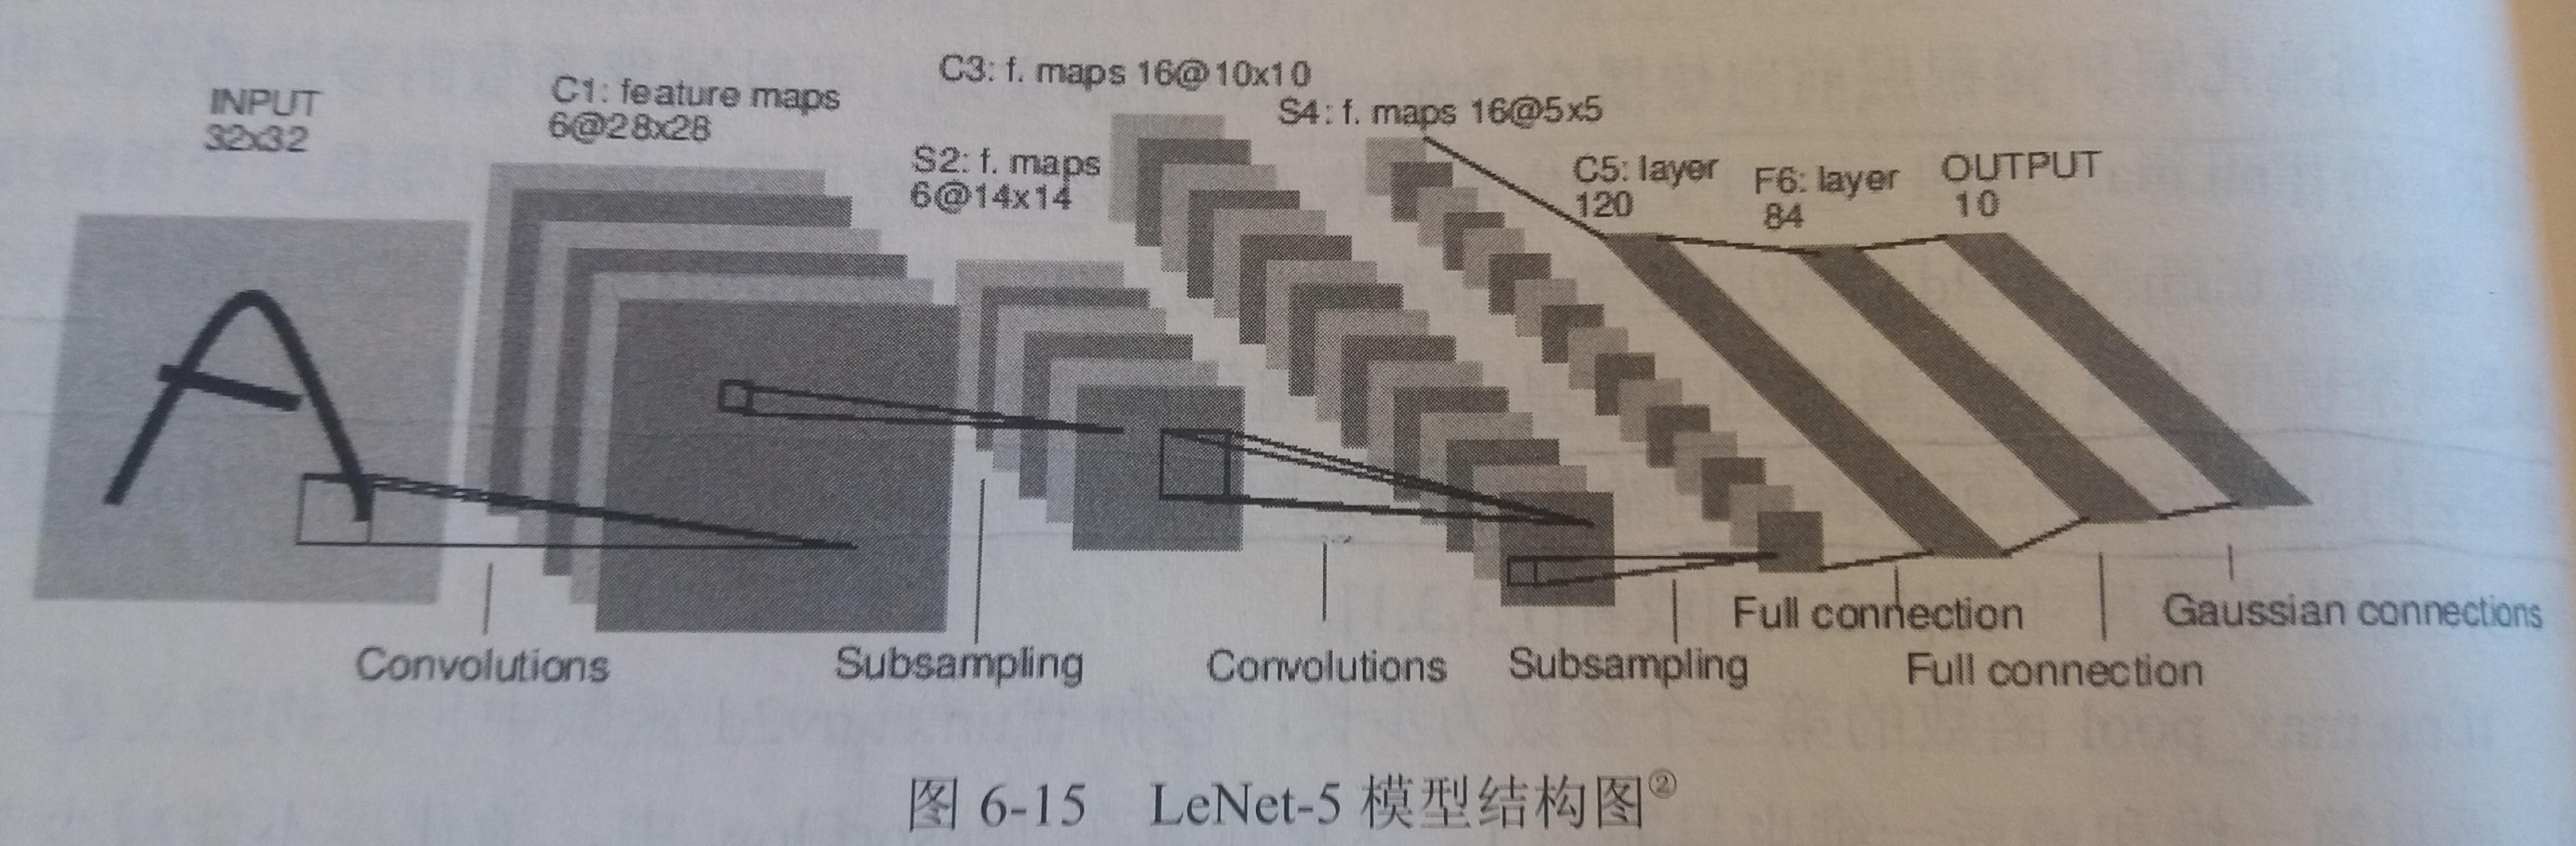 INPUT
32x32
C1: feature maps
6@28x28
S2: f. maps
6@14x14
C3: f. maps 16@10x10
S4: f. maps 16@5x5
C5: layer
120
F6: layer
84
OUTPUT
10
Convolutions
Subsampling
Convolutions
Subsampling
Full connection
Full connection
Gaussian connections
图 6-15 LeNet-5 模型结构图②